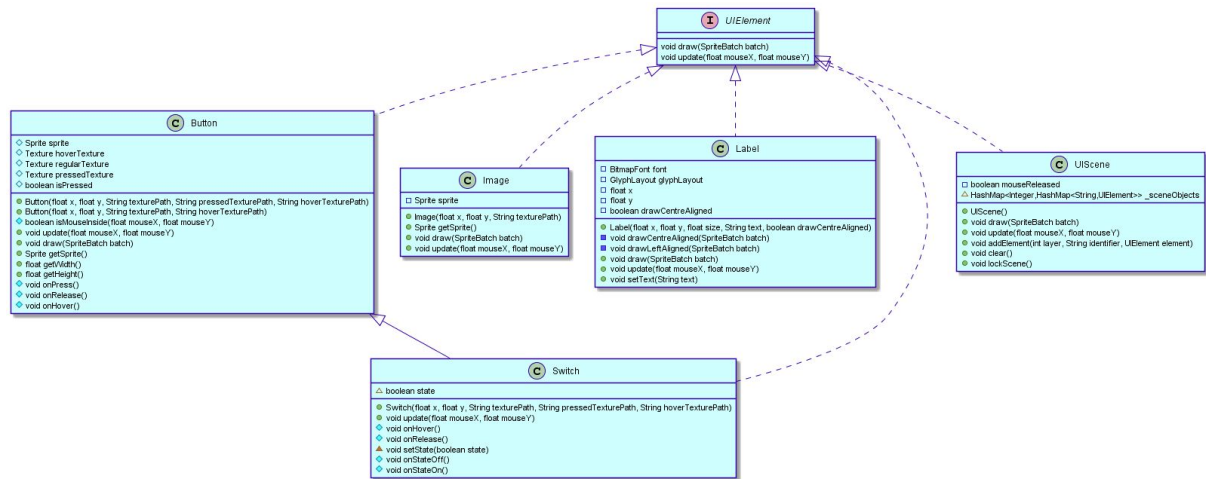 I UIElement
void draw(SpriteBatch batch)
void update(float mouseX, float mouseY)
C Button
Sprite sprite
Texture hoverTexture
Texture regularTexture
Texture pressedTexture
boolean isPressed
Button(float x, float y, String texturePath, String pressedTexturePath, String hoverTexturePath)
Button(float x, float y, String texturePath, String hoverTexturePath)
boolean isMouseInside(float mouseX, float mouseY)
void update(float mouseX, float mouseY)
void draw(SpriteBatch batch)
Sprite getSprite()
float getWidth()
float getHeight()
void onPress()
void onRelease()
void onHover()
C Image
Sprite sprite
Image(float x, float y, String texturePath)
Sprite getSprite()
void draw(SpriteBatch batch)
void update(float mouseX, float mouseY)
C Label
BitmapFont font
GlyphLayout glyphLayout
float x
float y
boolean drawCentreAligned
Label(float x, float y, float size, String text, boolean drawCentreAligned)
void drawCentreAligned(SpriteBatch batch)
void drawLeftAligned(SpriteBatch batch)
void draw(SpriteBatch batch)
void update(float mouseX, float mouseY)
void setText(String text)
C UIScene
boolean mouseReleased
HashMap<Integer,HashMap<String,UIElement>> _sceneObjects
UIScene()
void draw(SpriteBatch batch)
void update(float mouseX, float mouseY)
void addElement(int layer, String identifier, UIElement element)
void clear()
void lockScene()
C Switch
boolean state
Switch(float x, float y, String texturePath, String pressedTexturePath, String hoverTexturePath)
void update(float mouseX, float mouseY)
void onHover()
void onRelease()
void setState(boolean state)
void onStateOff()
void onStateOn()